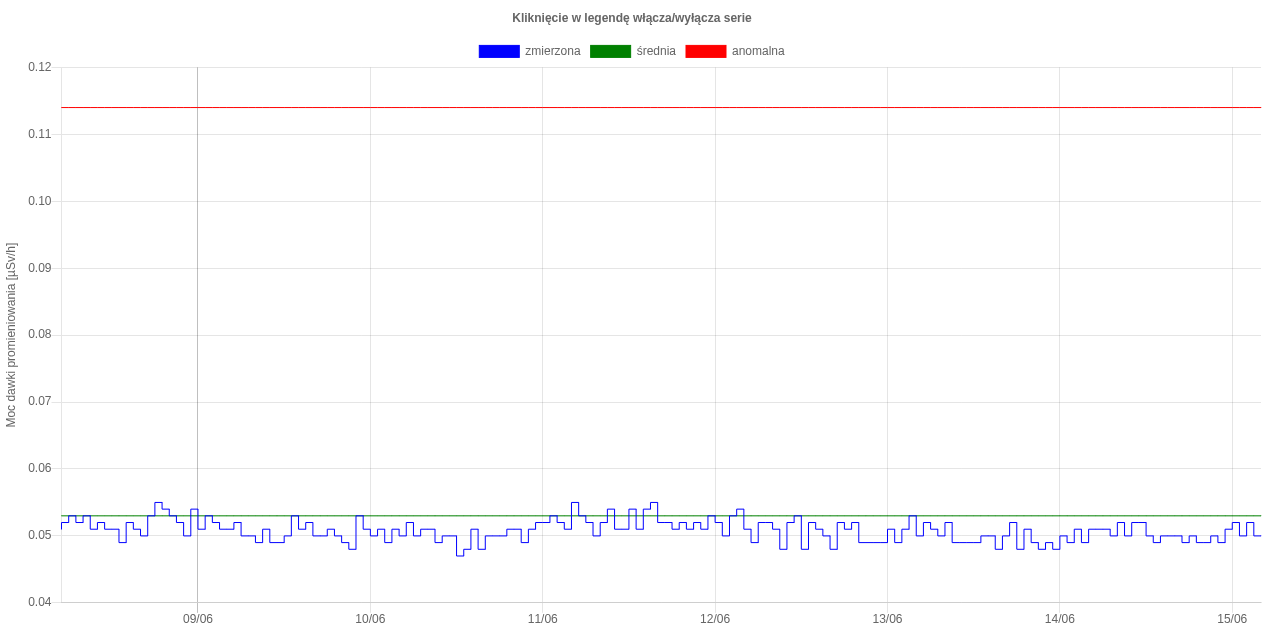 Kliknięcie w legendę włącza/wyłącza serie
zmierzona średnia anomalna
Moc dawki promieniowania [µSv/h]
0.12
0.11
0.10
0.09
0.08
0.07
0.06
0.05
0.04
09/06 10/06 11/06 12/06 13/06 14/06 15/06